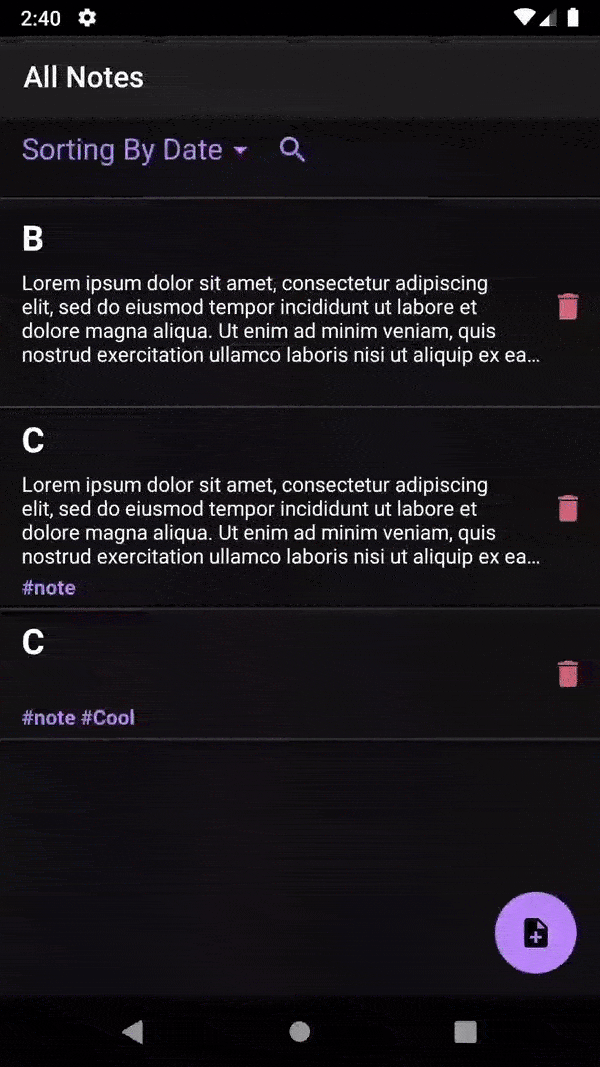 2:40
All Notes
Sorting By Date
B
Lorem ipsum dolor sit amet, consectetur adipiscing
elit, sed do eiusmod tempor incididunt ut labore et
dolore magna aliqua. Ut enim ad minim veniam, quis
nostrud exercitation ullamco laboris nisi ut aliquip ex ea...
C
Lorem ipsum dolor sit amet, consectetur adipiscing
elit, sed do eiusmod tempor incididunt ut labore et
dolore magna aliqua. Ut enim ad minim veniam, quis
nostrud exercitation ullamco laboris nisi ut aliquip ex ea...
#note
C
#note #Cool